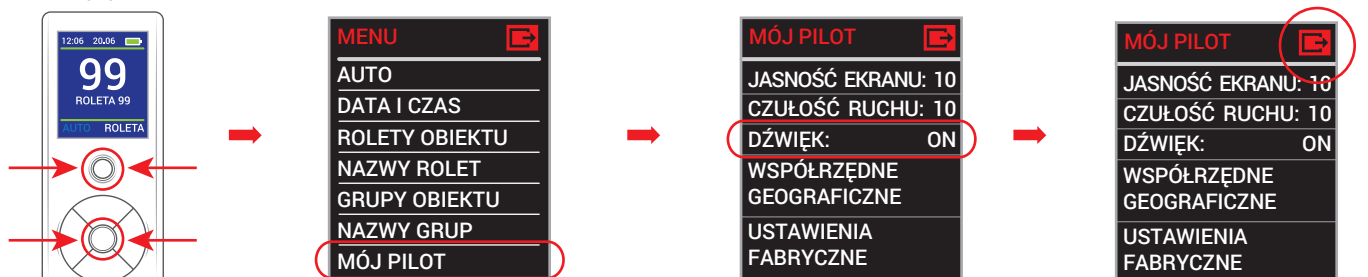 12:06 20.06
99
ROLETA 99
AUTO ROLETA
MENU
AUTO
DATA I CZAS
ROLETY OBIEKTU
NAZWY ROLET
GRUPY OBIEKTU
NAZWY GRUP
MÓJ PILOT
MÓJ PILOT
JASNOŚĆ EKRANU: 10
CZUŁOŚĆ RUCHU: 10
DŹWIĘK: ON
WSPÓŁRZĘDNE
GEOGRAFICZNE
USTAWIENIA
FABRYCZNE
MÓJ PILOT
JASNOŚĆ EKRANU: 10
CZUŁOŚĆ RUCHU: 10
DŹWIĘK: ON
WSPÓŁRZĘDNE
GEOGRAFICZNE
USTAWIENIA
FABRYCZNE